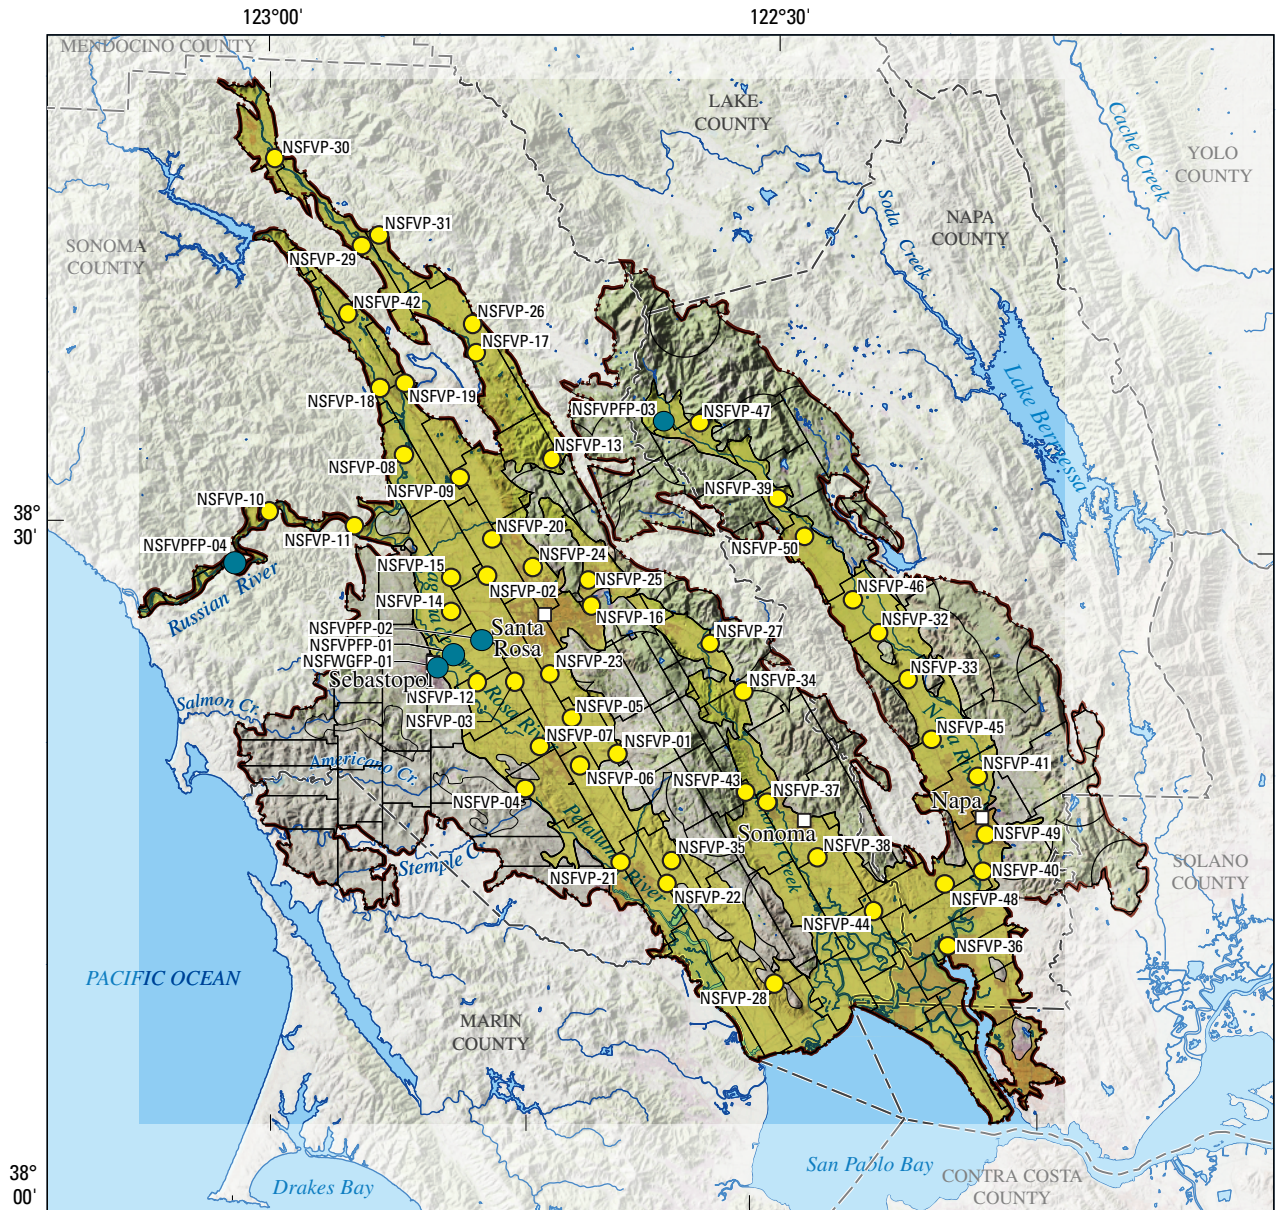 123°00'
122°30'
MENDOCINO COUNTY
LAKE
COUNTY
Cache Creek
YOLO
COUNTY
NSFVP-30
Soda Creek
NAPA
COUNTY
NSFVP-31
SONOMA
COUNTY
NSFVP-29
NSFVP-42
NSFVP-26
NSFVP-17
Lake Berryessa
NSFVP-18
NSFVP-19
NSFVPFP-03
NSFVP-47
NSFVP-13
NSFVP-08
NSFVP-09
NSFVP-39
NSFVP-10
38°
30'
NSFVP-11
NSFVP-20
NSFVPFP-04
NSFVP-50
NSFVP-24
NSFVP-15
NSFVP-25
NSFVP-02
NSFVP-46
Russian River
NSFVP-14
NSFVP-16
NSFVP-32
NSFVPFP-02
Santa
Rosa
NSFVP-27
NSFVPFP-01
NSFWGFP-01
NSFVP-23
NSFVP-33
Sebastopol
NSFVP-34
NSFVP-12
Salmon Cr.
NSFVP-05
NSFVP-03
NSFVP-07
NSFVP-45
NSFVP-01
Americano Cr.
NSFVP-41
NSFVP-06
NSFVP-43
NSFVP-37
NSFVP-04
Napa
Sonoma
Creek
NSFVP-49
Petaluma River
NSFVP-35
NSFVP-38
Stemple Cr.
SOLANO
COUNTY
NSFVP-40
NSFVP-21
NSFVP-22
NSFVP-48
NSFVP-44
NSFVP-36
PACIFIC OCEAN
NSFVP-28
MARIN
COUNTY
38°
00'
Drakes Bay
San Pablo Bay
CONTRA COSTA
COUNTY